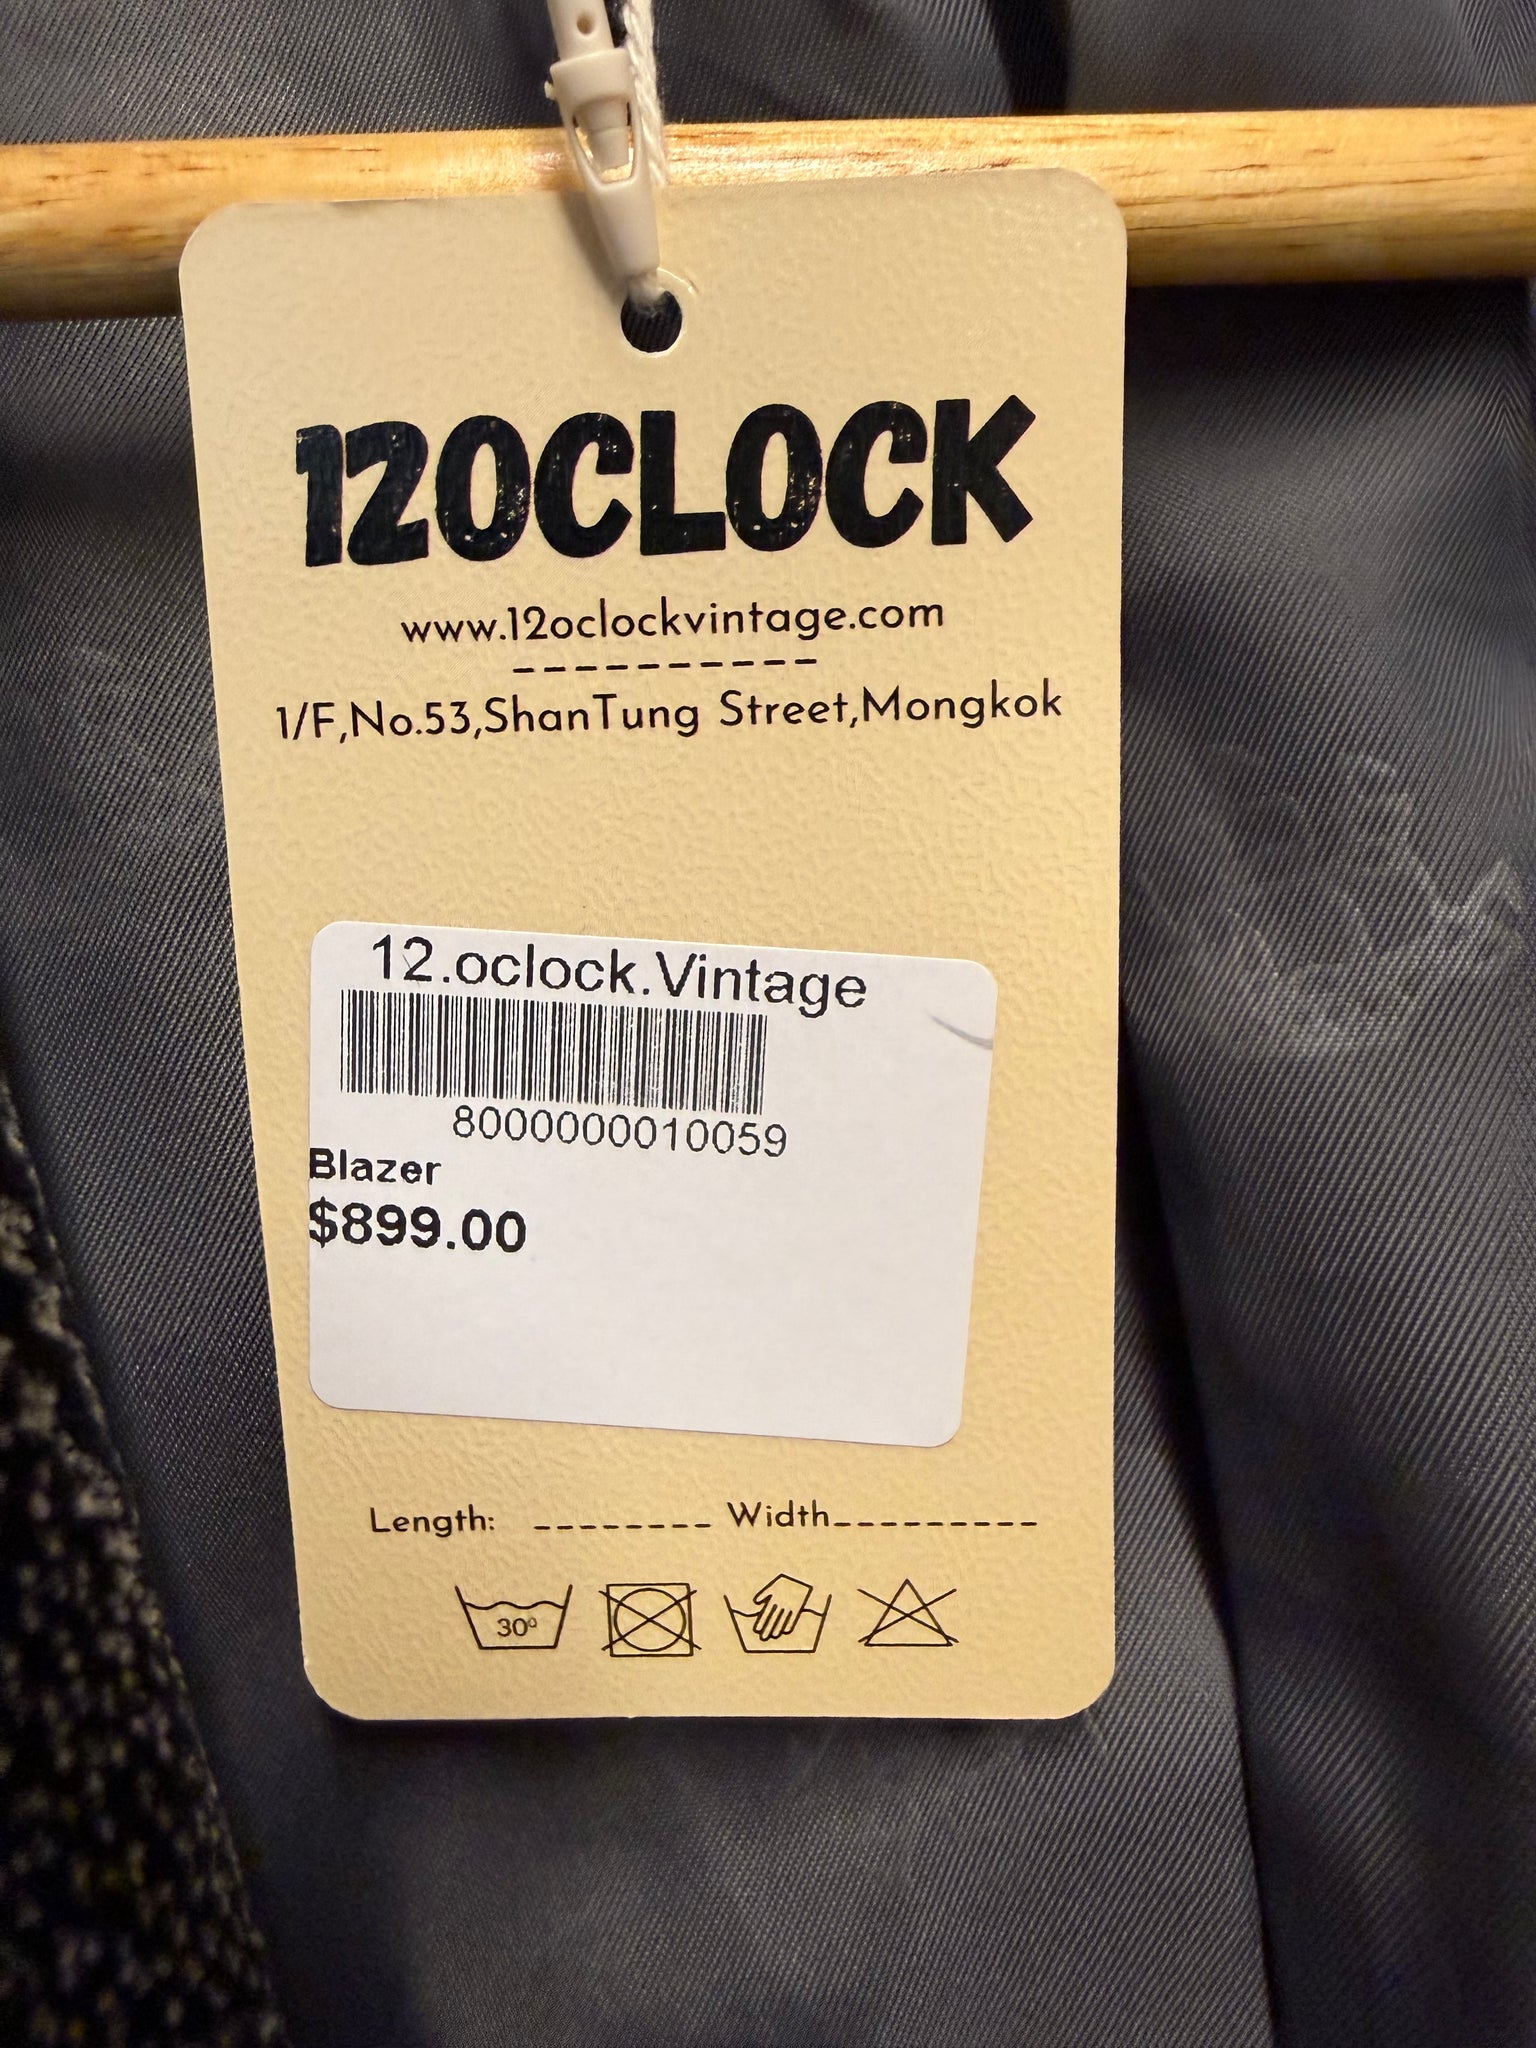 12OCLOCK
www.12oclockvintage.com
----------
1/F,No.53,ShanTung Street,Mongkok
12.oclock.Vintage
8000000010059
Blazer
$899.00
Length: -------- Width---------
30º